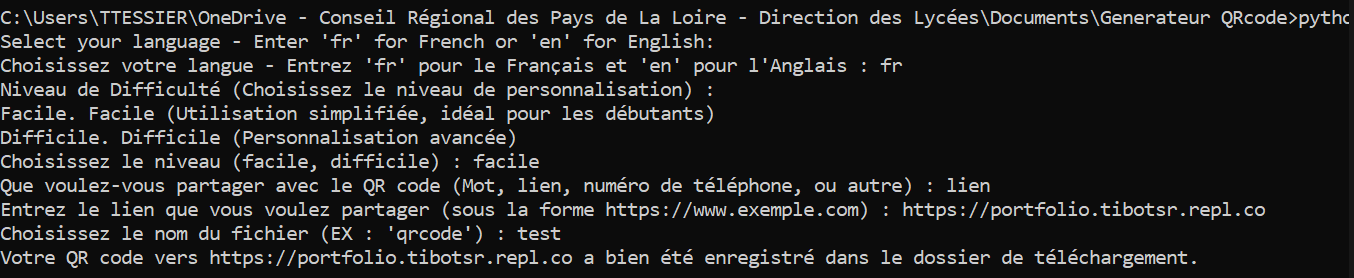 C:\Users\TTESSIER\OneDrive - Conseil Régional des Pays de La Loire - Direction des Lycées\Documents\Generateur QRcode>pytho
Select your language - Enter 'fr' for French or 'en' for English:
Choisissez votre langue - Entrez 'fr' pour le Français et 'en' pour l'Anglais : fr
Niveau de Difficulté (Choisissez le niveau de personnalisation) :
Facile. Facile (Utilisation simplifiée, idéal pour les débutants)
Difficile. Difficile (Personnalisation avancée)
Choisissez le niveau (facile, difficile) : facile
Que voulez-vous partager avec le QR code (Mot, lien, numéro de téléphone, ou autre) : lien
Entrez le lien que vous voulez partager (sous la forme https://www.exemple.com) : https://portfolio.tibotsr.repl.co
Choisissez le nom du fichier (EX : 'qrcode') : test
Votre QR code vers https://portfolio.tibotsr.repl.co a bien été enregistré dans le dossier de téléchargement.